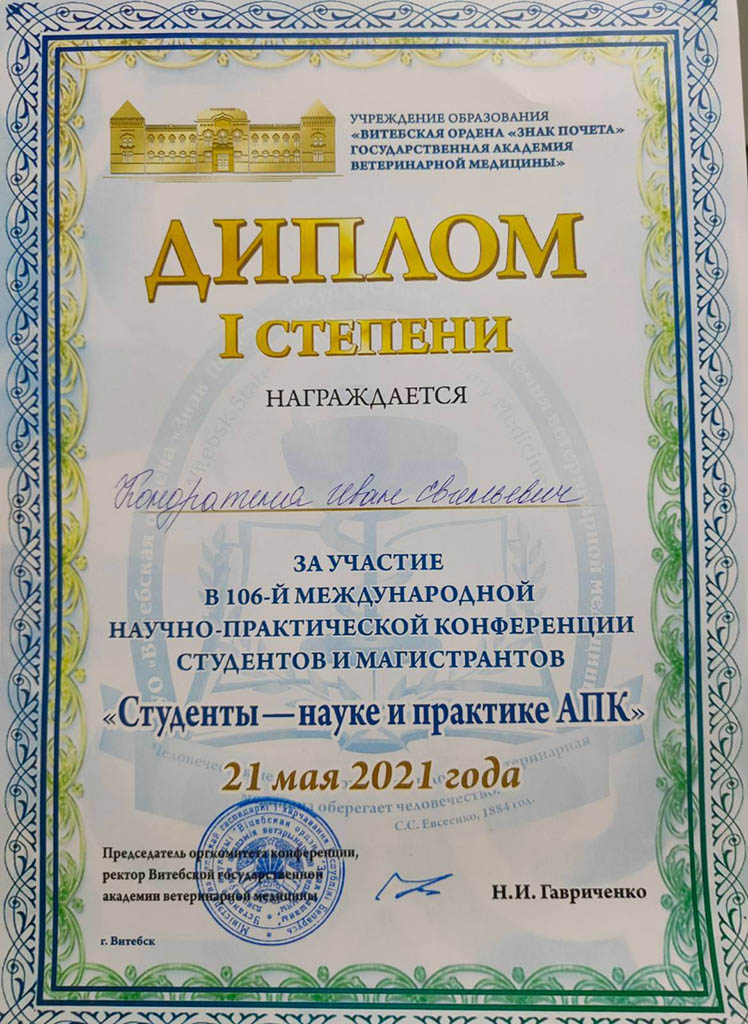 УЧРЕЖДЕНИЕ ОБРАЗОВАНИЯ
«ВИТЕБСКАЯ ОРДЕНА «ЗНАК ПОЧЕТА»
ГОСУДАРСТВЕННАЯ АКАДЕМИЯ
ВЕТЕРИНАРНОЙ МЕДИЦИНЫ»
ДИПЛОМ
I СТЕПЕНИ
НАГРАЖДАЕТСЯ
Иван
ЗА УЧАСТИЕ
В 106-Й МЕЖДУНАРОДНОЙ
НАУЧНО-ПРАКТИЧЕСКОЙ КОНФЕРЕНЦИИ
СТУДЕНТОВ И МАГИСТРАНТОВ
«Студенты — науке и практике АПК»
21 мая 2021 года
оберегает человечество.
С.С. Евсеенко, 1884 год.
Председатель оргкомитета конференции,
ректор Витебской государственной
академии ветеринарной медицины
Н.И. Гавриченко
г. Витебск